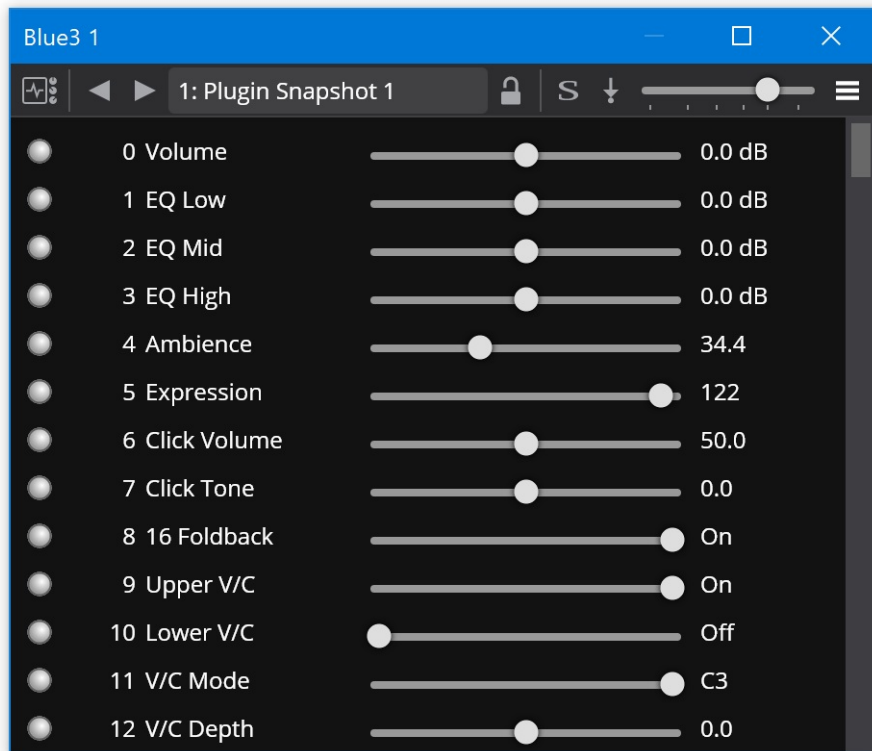 Blue3 1
1: Plugin Snapshot 1 S
0 Volume 0.0 dB
1 EQ Low 0.0 dB
2 EQ Mid 0.0 dB
3 EQ High 0.0 dB
4 Ambience 34.4
5 Expression 122
6 Click Volume 50.0
7 Click Tone 0.0
8 16 Foldback On
9 Upper V/C On
10 Lower V/C Off
11 V/C Mode C3
12 V/C Depth 0.0